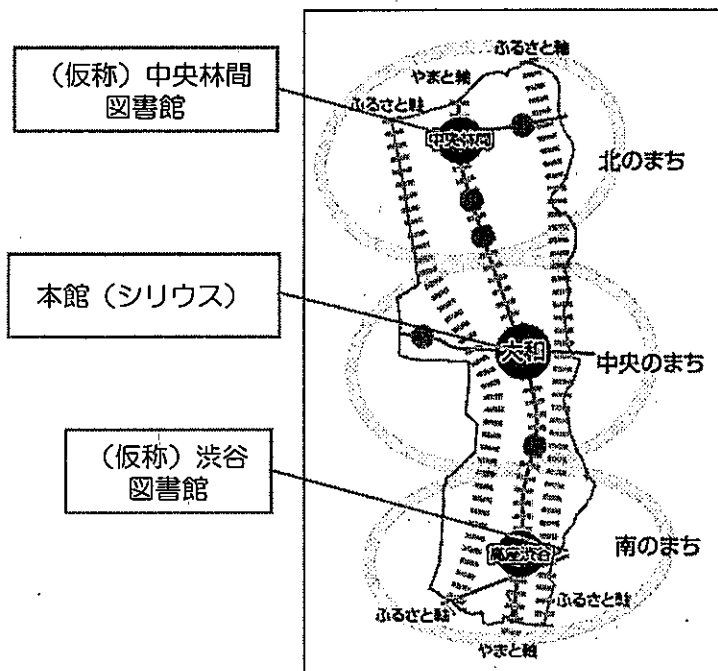 （仮称）中央林間
図書館
本館（シリウス）
（仮称）渋谷
図書館
ふるさと軸
やまと軸
ふるさと軸
中央林間
北のまち
大和
中央のまち
高座渋谷
南のまち
ふるさと軸
ふるさと軸
やまと軸